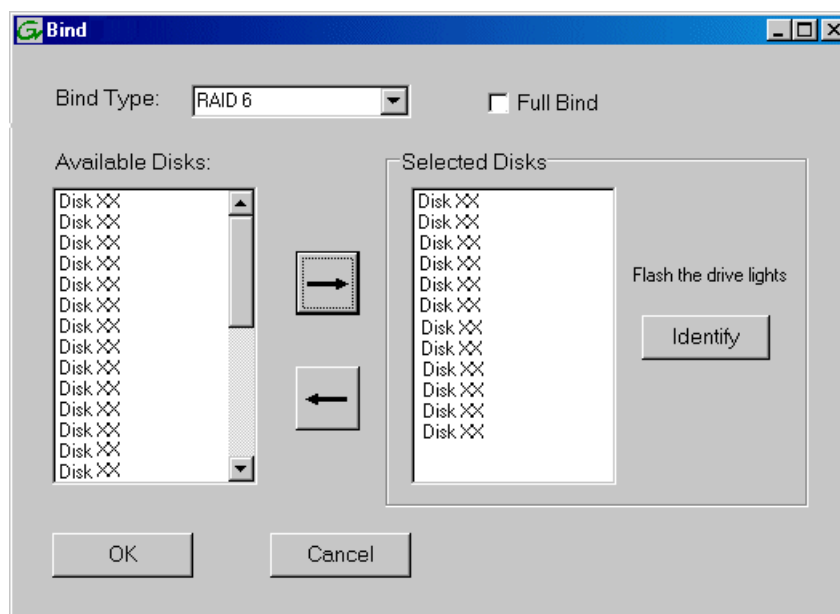 Bind
Bind Type:
RAID 6
Full Bind
Available Disks:
Disk XX
Disk XX
Disk XX
Disk XX
Disk XX
Disk XX
Disk XX
Disk XX
Disk XX
Disk XX
Disk XX
Disk XX
Disk XX
Disk XX
Selected Disks
Disk XX
Disk XX
Disk XX
Disk XX
Disk XX
Disk XX
Disk XX
Disk XX
Disk XX
Disk XX
Disk XX
Disk XX
Flash the drive lights
Identify
OK
Cancel